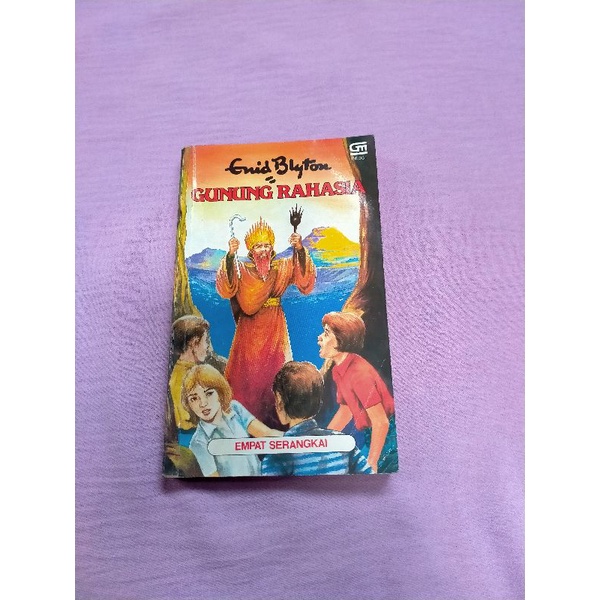 GM
Enid Blyton
GUNUNG RAHASIA
EMPAT SERANGKAI